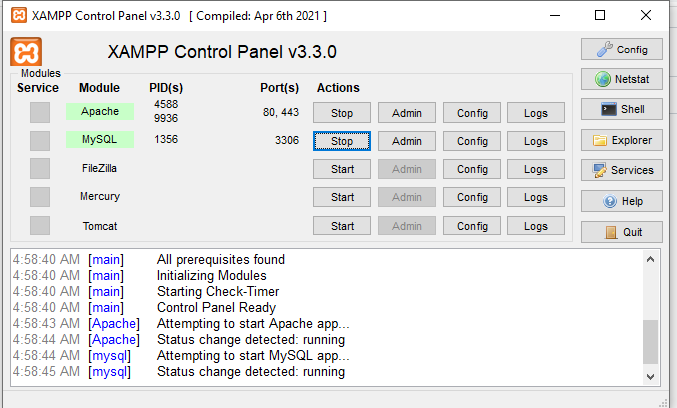 XAMPP Control Panel v3.3.0 [ Compiled: Apr 6th 2021 ]
XAMPP Control Panel v3.3.0
Config
Modules
Service Module PID(s) Port(s) Actions
Netstat
Apache 4588 9936 80, 443 Stop Admin Config Logs
Shell
MySQL 1356 3306 Stop Admin Config Logs
Explorer
FileZilla Start Admin Config Logs
Services
Mercury Start Admin Config Logs
Help
Tomcat Start Admin Config Logs
Quit
4:58:40 AM [main] All prerequisites found
4:58:40 AM [main] Initializing Modules
4:58:40 AM [main] Starting Check-Timer
4:58:40 AM [main] Control Panel Ready
4:58:43 AM [Apache] Attempting to start Apache app...
4:58:44 AM [Apache] Status change detected: running
4:58:44 AM [mysql] Attempting to start MySQL app...
4:58:45 AM [mysql] Status change detected: running